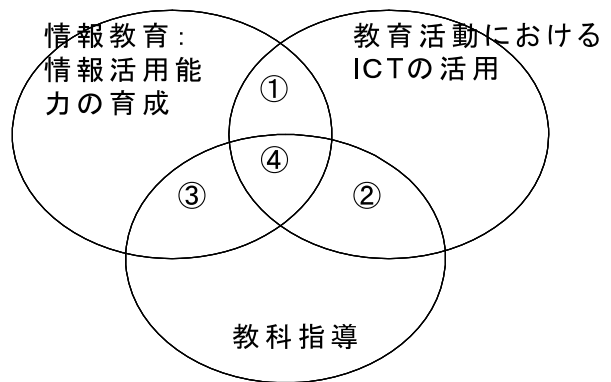 情報教育：
情報活用能
力の育成
教育活動における
ICTの活用
①
④
③
②
教科指導